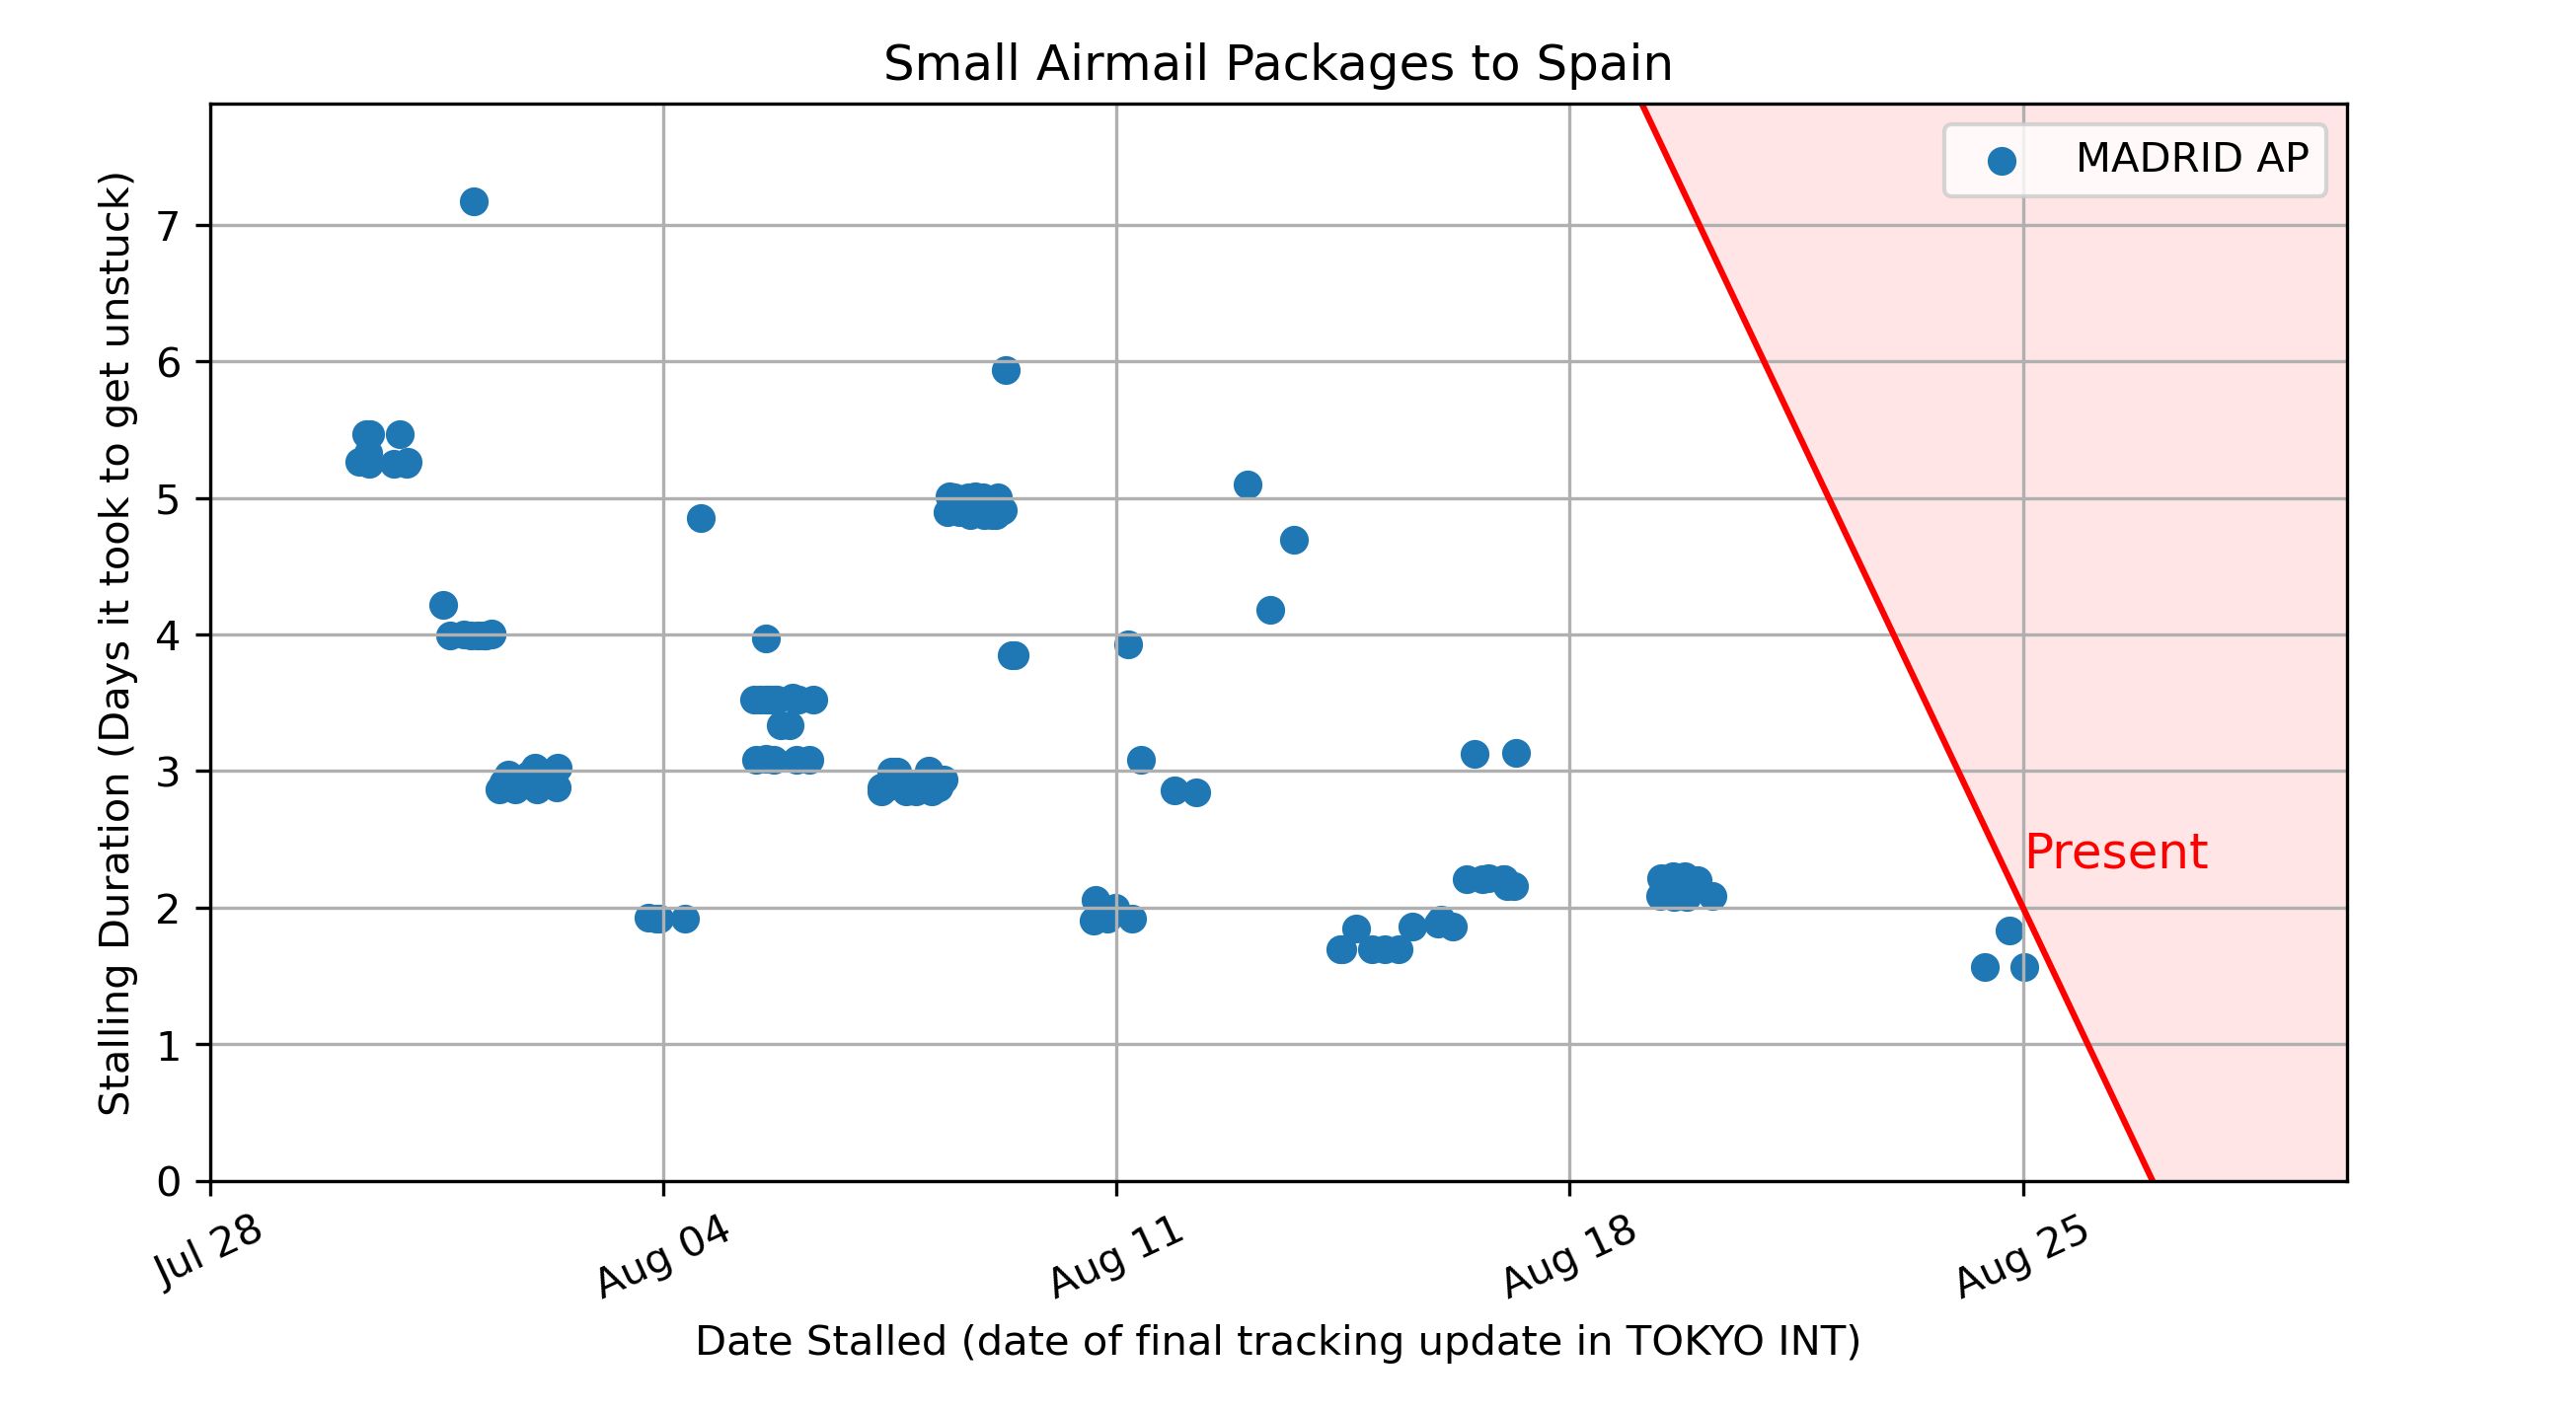 Small Airmail Packages to Spain
MADRID AP
Stalling Duration (Days it took to get unstuck)
7
6
5
4
3
2
1
0
Present
Jul 28
Aug 04
Aug 11
Aug 18
Aug 25
Date Stalled (date of final tracking update in TOKYO INT)